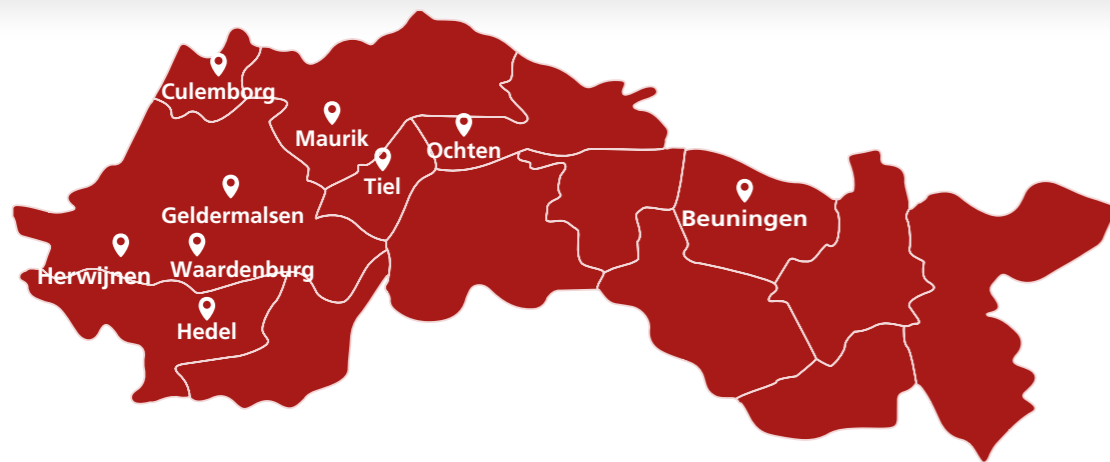 Culemborg
Maurik
Ochten
Tiel
Geldermalsen
Beuningen
Herwijnen
Waardenburg
Hedel